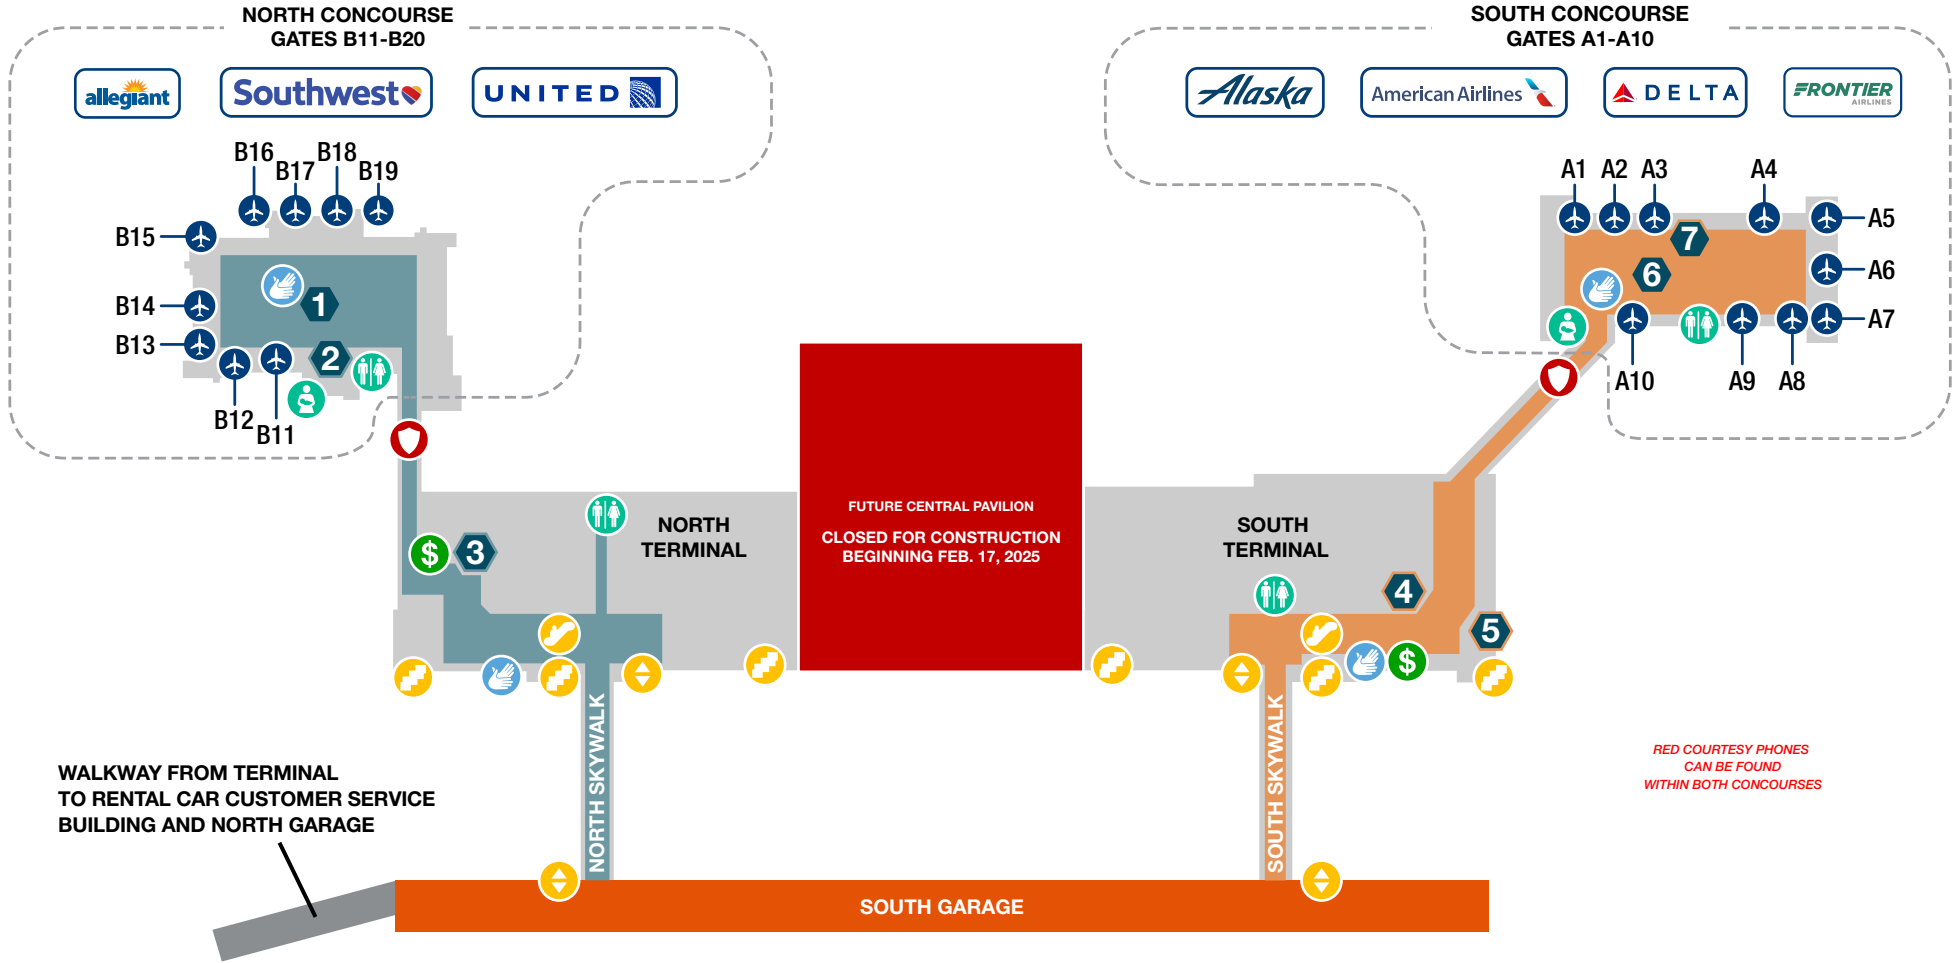 NORTH CONCOURSE
GATES B11-B20
allegiant
Southwest
UNITED
B16
B17
B18
B19
B15
B14
B13
B12
B11
1
2
SOUTH CONCOURSE
GATES A1-A10
Alaska
American Airlines
DELTA
FRONTIER
AIRLINES
A1
A2
A3
A4
A5
A6
A7
A8
A9
A10
7
6
FUTURE CENTRAL PAVILION
CLOSED FOR CONSTRUCTION
BEGINNING FEB. 17, 2025
NORTH
TERMINAL
$
3
SOUTH
TERMINAL
4
5
$
NORTH SKYWALK
SOUTH SKYWALK
RED COURTESY PHONES
CAN BE FOUND
WITHIN BOTH CONCOURSES
WALKWAY FROM TERMINAL
TO RENTAL CAR CUSTOMER SERVICE
BUILDING AND NORTH GARAGE
SOUTH GARAGE